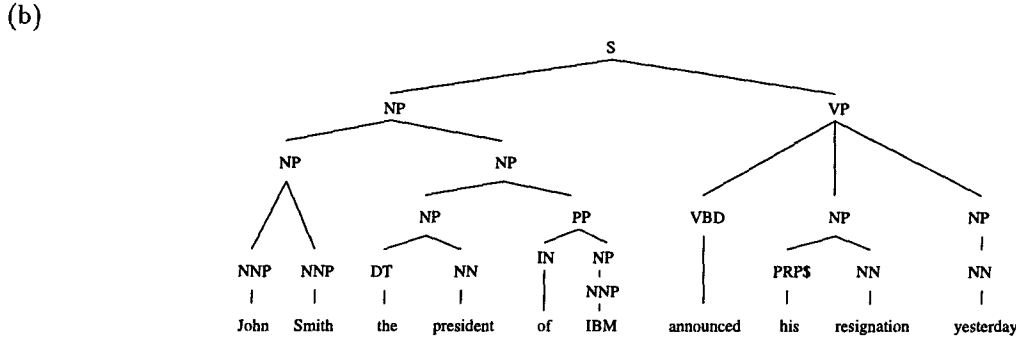 (b)
S
NP VP
NP NP
NP PP VBD NP NP
IN NP
NNP NNP DT NN PRP$ NN NN
NNP
John Smith the president of IBM announced his resignation yesterday